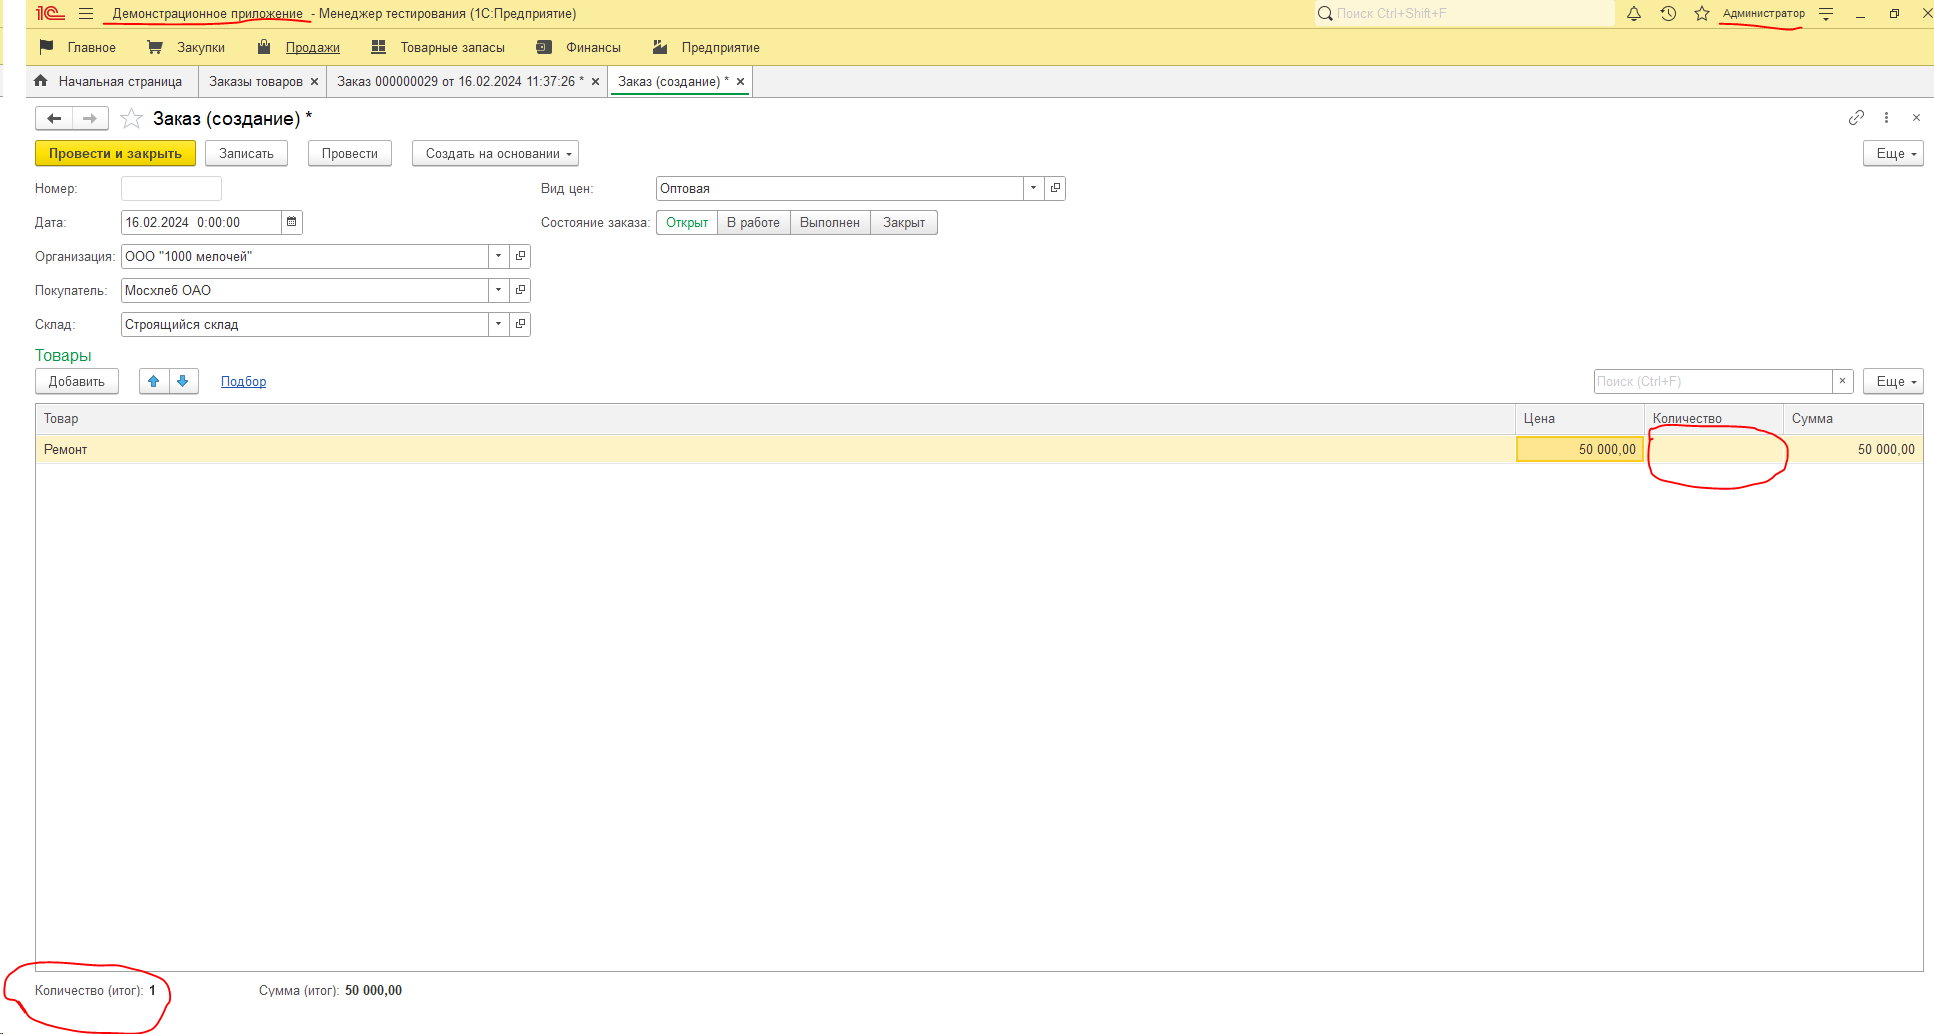 1С Демонстрационное приложение - Менеджер тестирования (1С:Предприятие) Поиск Ctrl+Shift+F Администратор
Главное Закупки Продажи Товарные запасы Финансы Предприятие
Начальная страница Заказы товаров Заказ 000000029 от 16.02.2024 11:37:26 * Заказ (создание) *
Заказ (создание) *
Провести и закрыть Записать Провести Создать на основании Еще
Номер: Вид цен: Оптовая
Дата: 16.02.2024 0:00:00 Состояние заказа: Открыт В работе Выполнен Закрыт
Организация: ООО "1000 мелочей"
Покупатель: Мосхлеб ОАО
Склад: Строящийся склад
Товары
Добавить Подбор Поиск (Ctrl+F) Еще
Товар Цена Количество Сумма
Ремонт 50 000,00 50 000,00
Количество (итог): 1 Сумма (итог): 50 000,00